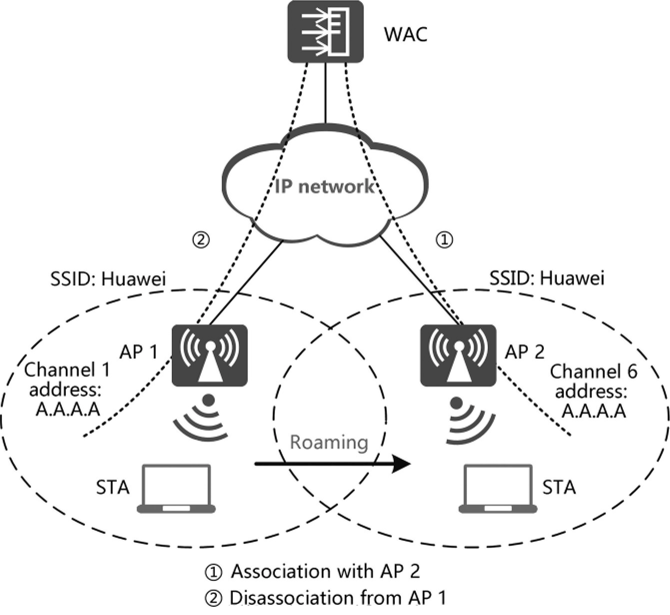 WAC
IP network
②
①
SSID: Huawei
SSID: Huawei
AP 1
AP 2
Channel 1
address:
A.A.A.A
Channel 6
address:
A.A.A.A
Roaming
STA
STA
① Association with AP 2
② Disassociation from AP 1